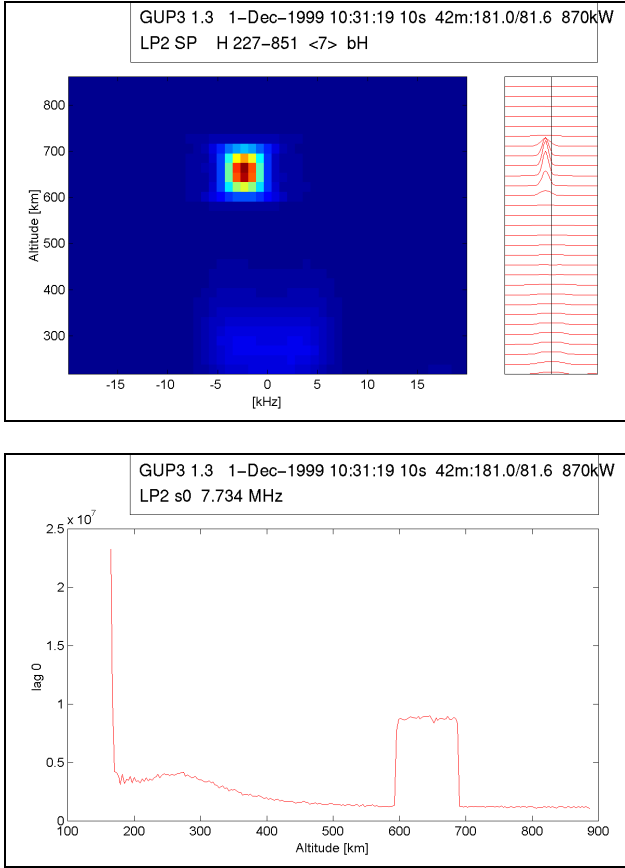 GUP3 1.3 1−Dec−1999 10:31:19 10s 42m:181.0/81.6 870kW
LP2 SP H 227−851 <7> bH
800
700
600
500
400
300
Altitude [km]
-15 -10 -5 0 5 10 15
[kHz]
GUP3 1.3 1−Dec−1999 10:31:19 10s 42m:181.0/81.6 870kW
LP2 s0 7.734 MHz
x 10^7
2.5
2
1.5
1
0.5
0
lag 0
100 200 300 400 500 600 700 800 900
Altitude [km]